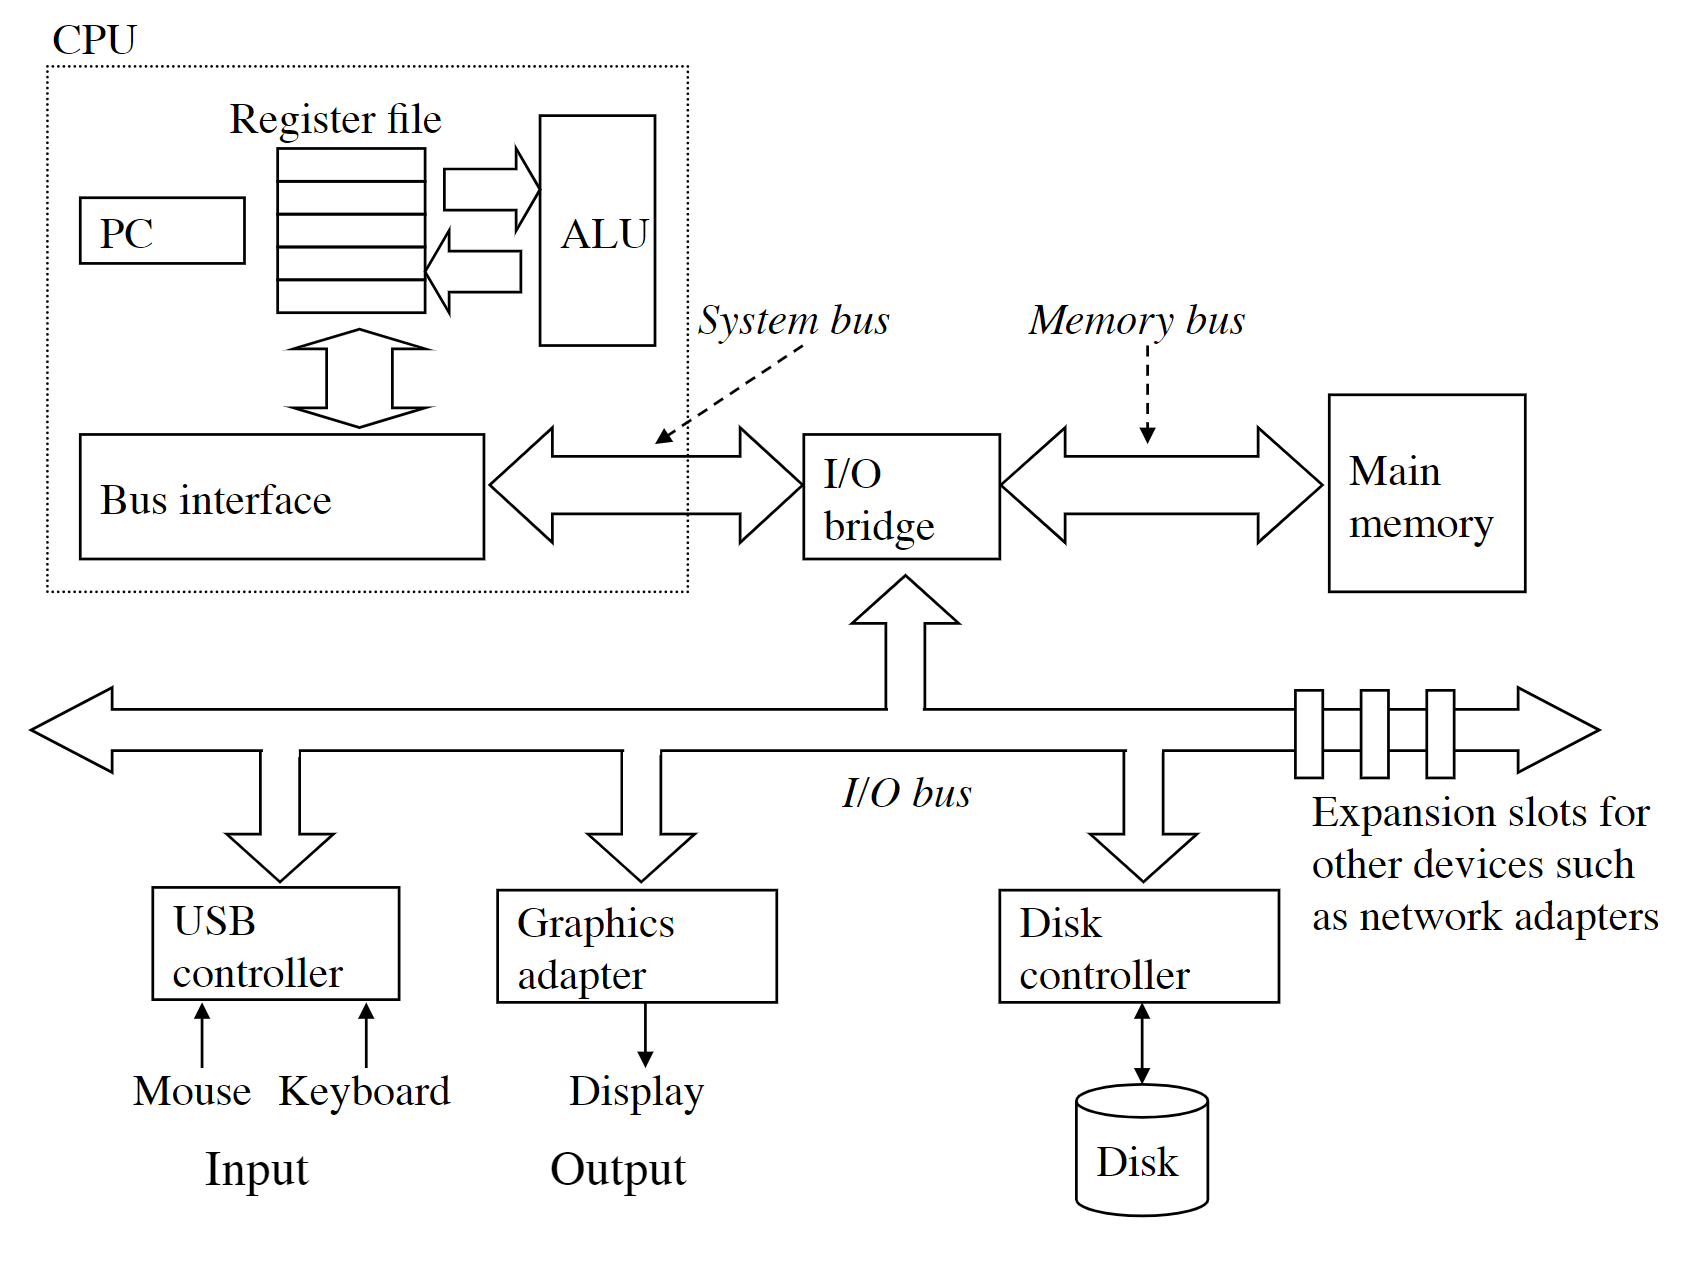 CPU
Register file
PC
ALU
System bus
Memory bus
Bus interface
I/O
bridge
Main
memory
I/O bus
Expansion slots for
other devices such
as network adapters
USB
controller
Graphics
adapter
Disk
controller
Mouse
Keyboard
Display
Disk
Input
Output